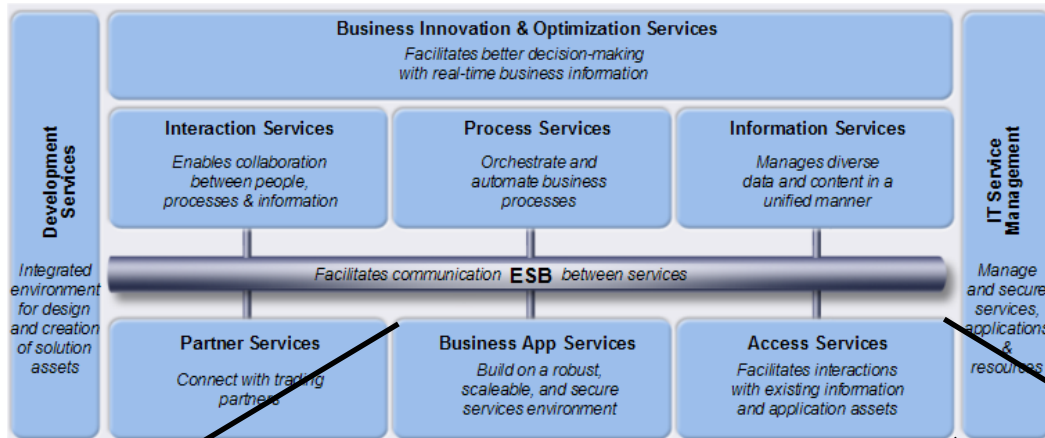 Business Innovation & Optimization Services
Facilitates better decision-making
with real-time business information
Development
Services
Integrated
environment
for design
and creation
of solution
assets
Interaction Services
Enables collaboration
between people,
processes & information
Process Services
Orchestrate and
automate business
processes
Information Services
Manages diverse
data and content in a
unified manner
IT Service
Management
Manage
and secure
services,
applications
&
resources
Facilitates communication ESB between services
Partner Services
Connect with trading
partners
Business App Services
Build on a robust,
scaleable, and secure
services environment
Access Services
Facilitates interactions
with existing information
and application assets